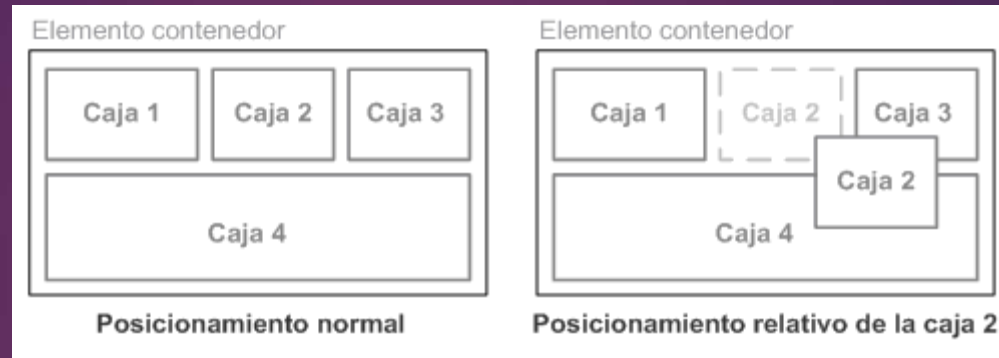 Elemento contenedor
Caja 1
Caja 2
Caja 3
Caja 4
Posicionamiento normal
Elemento contenedor
Caja 1
Caja 2
Caja 3
Caja 2
Caja 4
Posicionamiento relativo de la caja 2